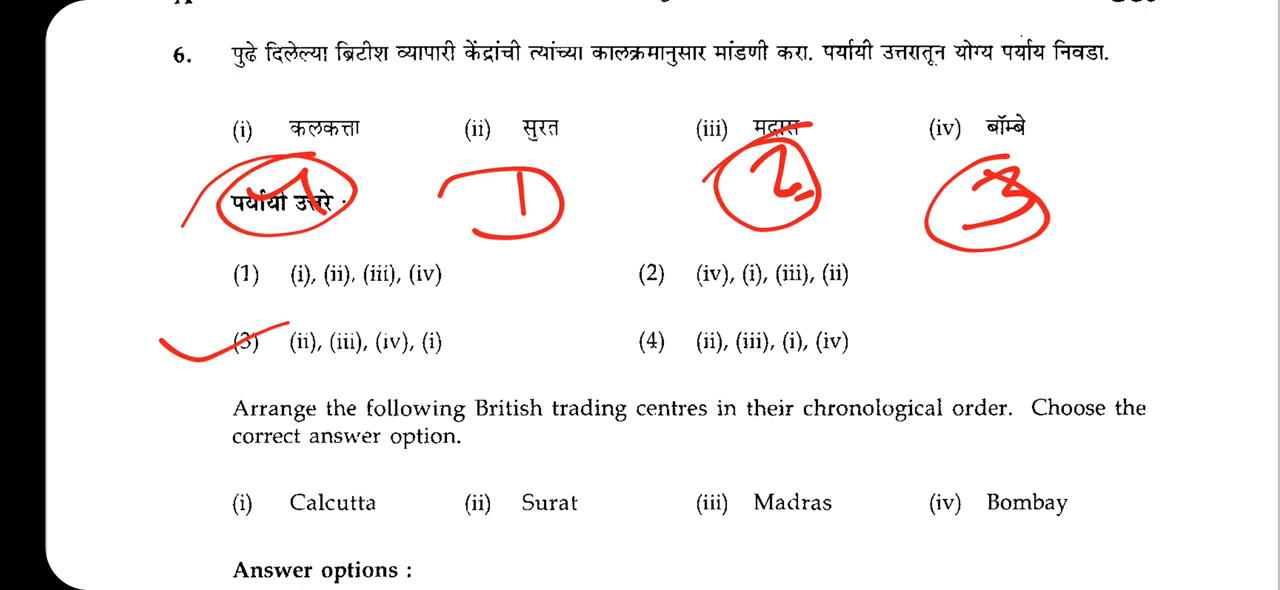 6. पुढे दिलेल्या ब्रिटीश व्यापारी केंद्रांची त्यांच्या कालक्रमानुसार मांडणी करा. पर्यायी उत्तरातून योग्य पर्याय निवडा.
(i) कलकत्ता (ii) सुरत (iii) मद्रास (iv) बॉम्बे
1 2 3
पर्यायी उत्तरे :
(1) (i), (ii), (iii), (iv) (2) (iv), (i), (iii), (ii)
(3) (ii), (iii), (iv), (i) (4) (ii), (iii), (i), (iv)
Arrange the following British trading centres in their chronological order. Choose the
correct answer option.
(i) Calcutta (ii) Surat (iii) Madras (iv) Bombay
Answer options :